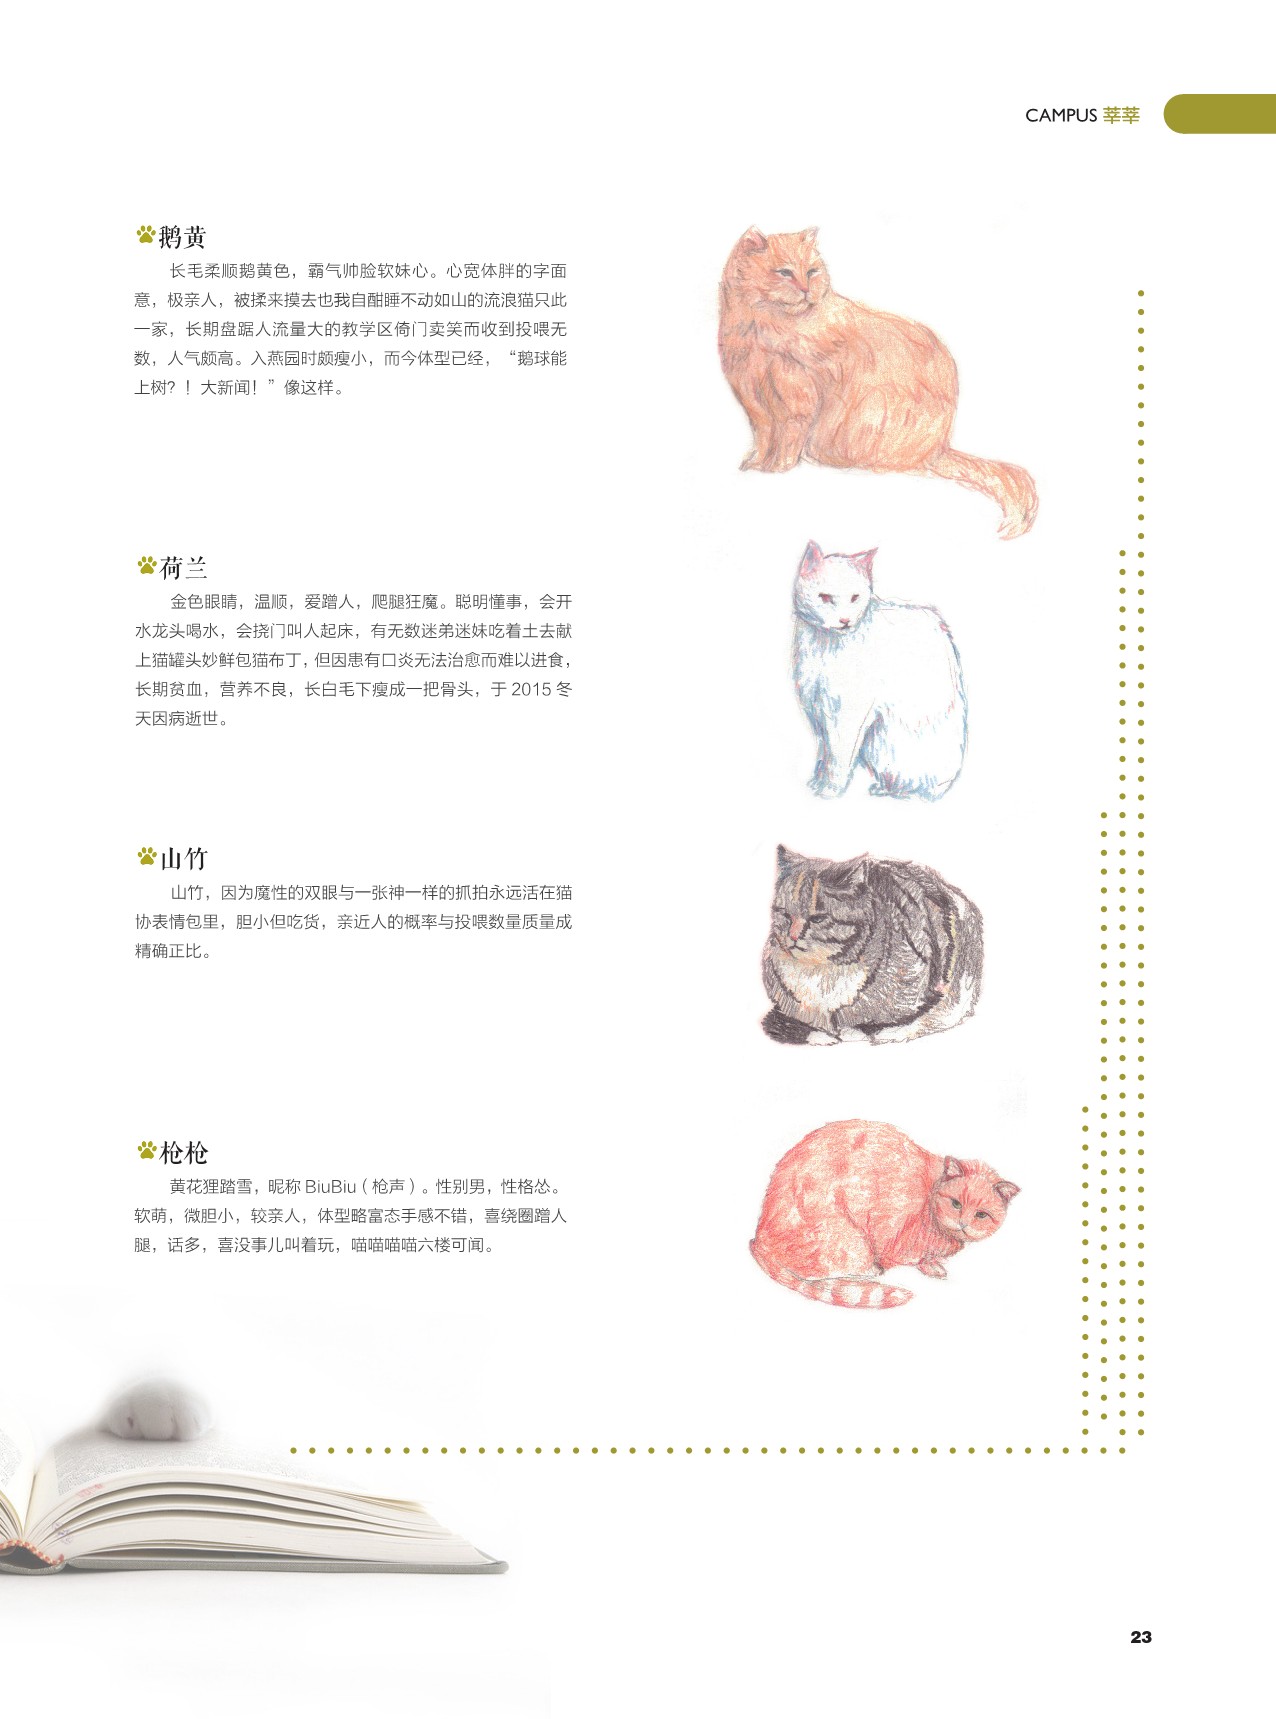 CAMPUS 莘莘
鹅黄
长毛柔顺鹅黄色，霸气帅脸软妹心。心宽体胖的字面
意，极亲人，被揉来摸去也我自酣睡不动如山的流浪猫只此
一家，长期盘踞人流量大的教学区倚门卖笑而收到投喂无
数，人气颇高。入燕园时颇瘦小，而今体型已经，“鹅球能
上树？！大新闻！”像这样。
荷兰
金色眼睛，温顺，爱蹭人，爬腿狂魔。聪明懂事，会开
水龙头喝水，会挠门叫人起床，有无数迷弟迷妹吃着土去献
上猫罐头妙鲜包猫布丁，但因患有口炎无法治愈而难以进食，
长期贫血，营养不良，长白毛下瘦成一把骨头，于 2015 冬
天因病逝世。
山竹
山竹，因为魔性的双眼与一张神一样的抓拍永远活在猫
协表情包里，胆小但吃货，亲近人的概率与投喂数量质量成
精确正比。
枪枪
黄花狸踏雪，昵称 BiuBiu（枪声）。性别男，性格怂。
软萌，微胆小，较亲人，体型略富态手感不错，喜绕圈蹭人
腿，话多，喜没事儿叫着玩，喵喵喵喵六楼可闻。
23